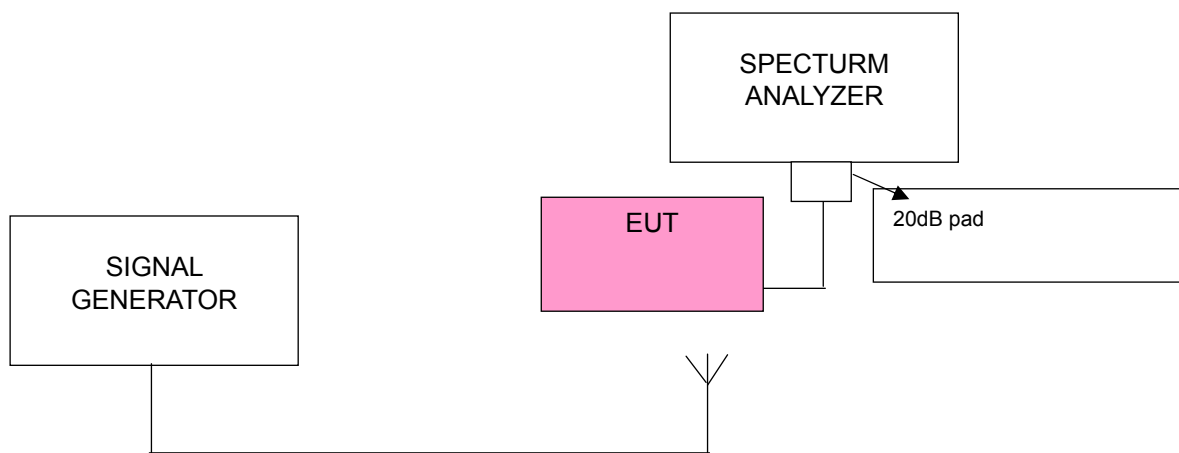 SPECTURM
ANALYZER
EUT
20dB pad
SIGNAL
GENERATOR